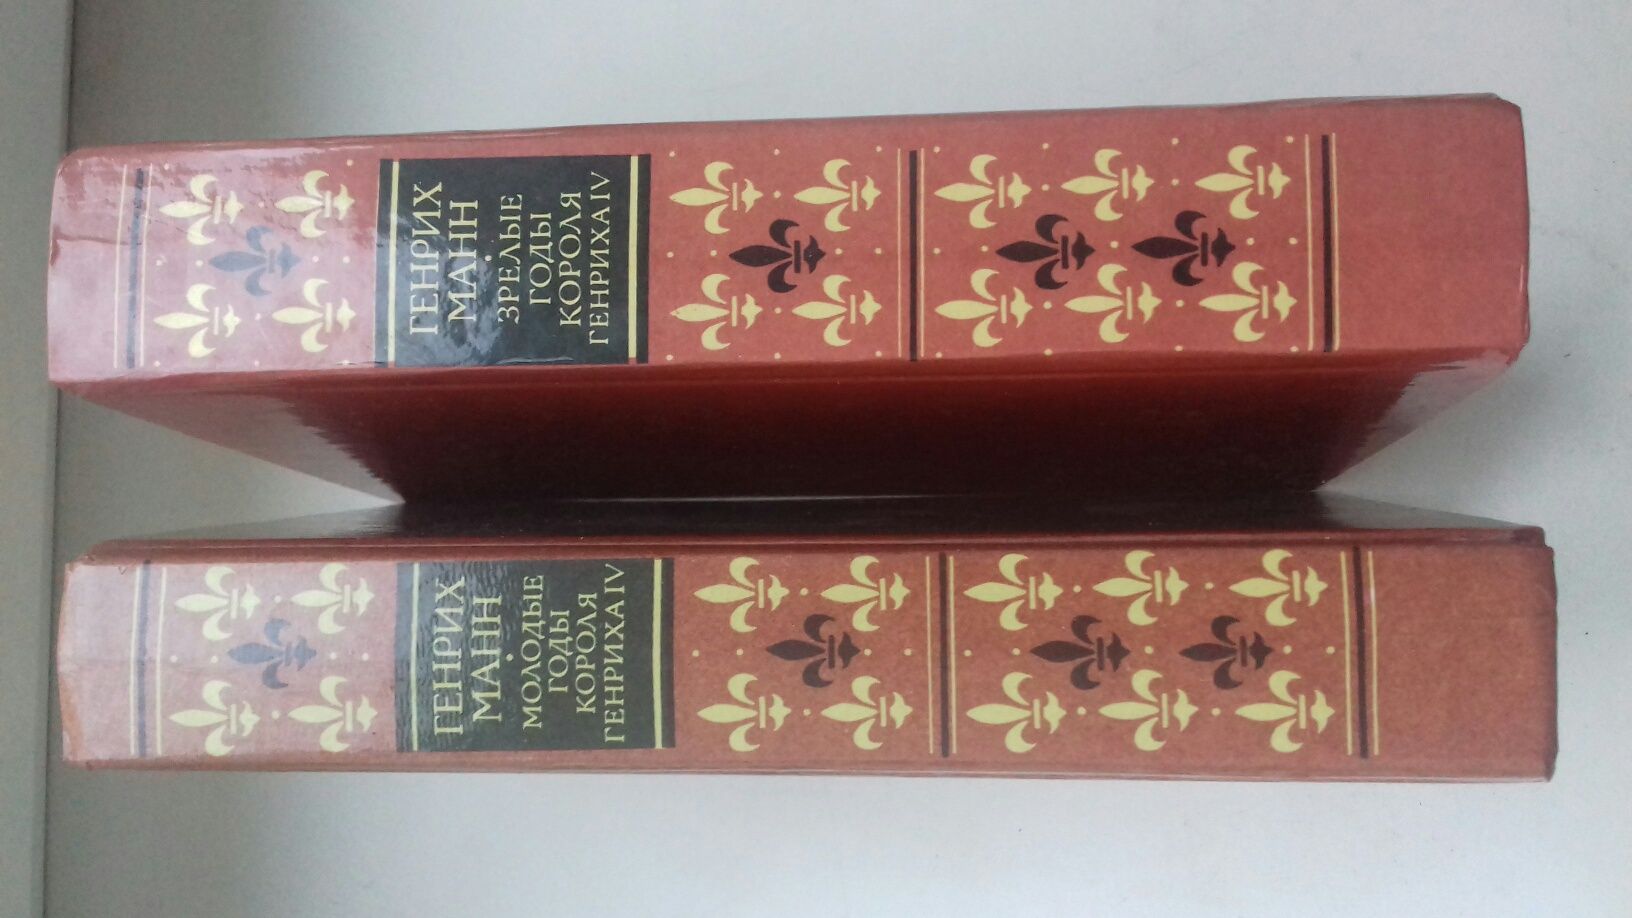 ГЕНРИХ
МАНН
ЗРЕЛЫЕ
ГОДЫ
КОРОЛЯ
ГЕНРИХА IV
ГЕНРИХ
МАНН
МОЛОДЫЕ
ГОДЫ
КОРОЛЯ
ГЕНРИХА IV